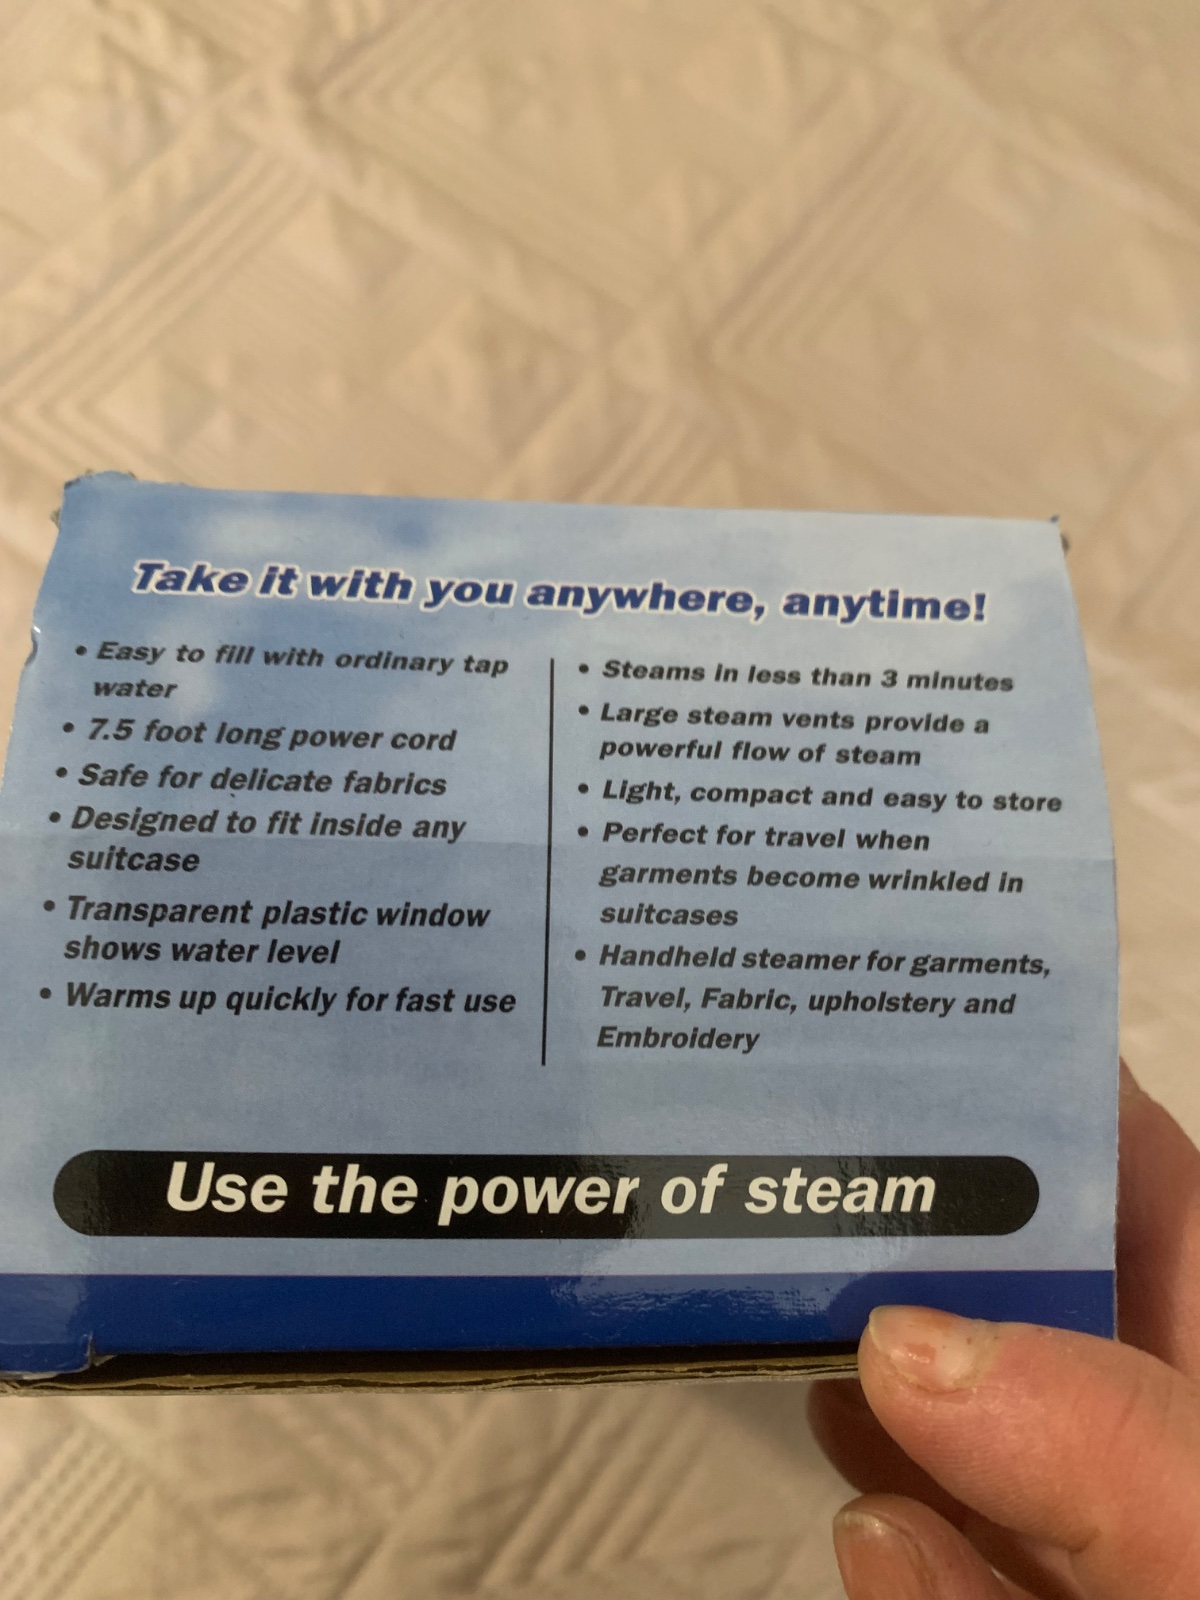 Take it with you anywhere, anytime!
• Easy to fill with ordinary tap
water
• 7.5 foot long power cord
• Safe for delicate fabrics
• Designed to fit inside any
suitcase
• Transparent plastic window
shows water level
• Warms up quickly for fast use
• Steams in less than 3 minutes
• Large steam vents provide a
powerful flow of steam
• Light, compact and easy to store
• Perfect for travel when
garments become wrinkled in
suitcases
• Handheld steamer for garments,
Travel, Fabric, upholstery and
Embroidery
Use the power of steam